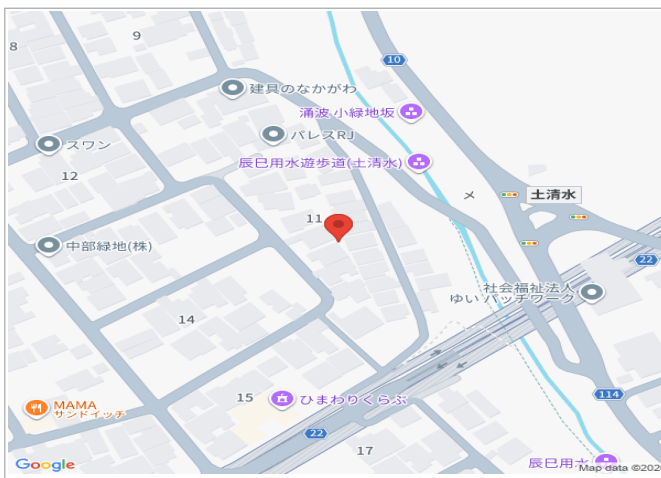 9
8
10
建具のなかがわ
涌波 小緑地坂
パレスRJ
スワン
辰巳用水遊歩道(土清水)
12
土清水
11
中部緑地(株)
22
社会福祉法人
ゆい パッチワーク
14
15
ひまわりくらぶ
MAMA
サンドイッチ
114
22
17
辰巳用水
Google
Map data ©202